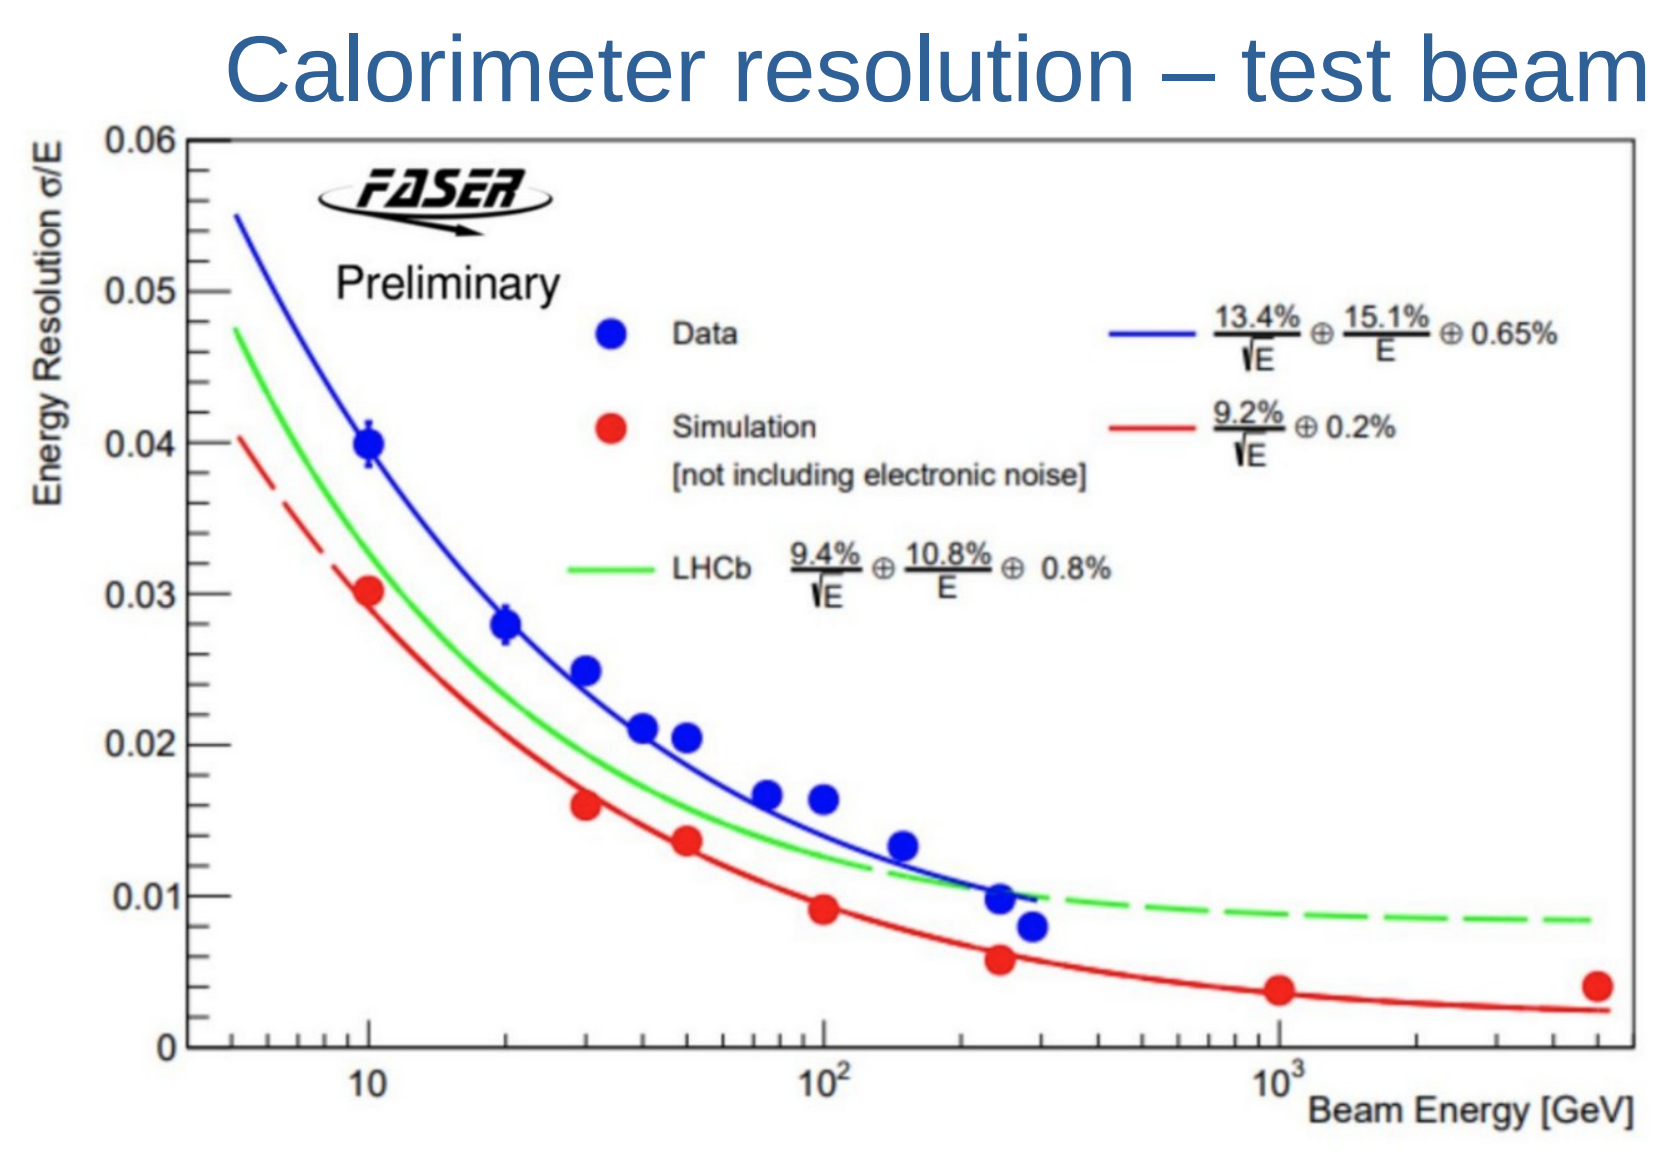 Calorimeter resolution – test beam
Energy Resolution σ/E
0.06
0.05
0.04
0.03
0.02
0.01
0
FASER
Preliminary
Data
13.4%/√E ⊕ 15.1%/E ⊕ 0.65%
Simulation
9.2%/√E ⊕ 0.2%
[not including electronic noise]
LHCb 9.4%/√E ⊕ 10.8%/E ⊕ 0.8%
10 10² 10³
Beam Energy [GeV]